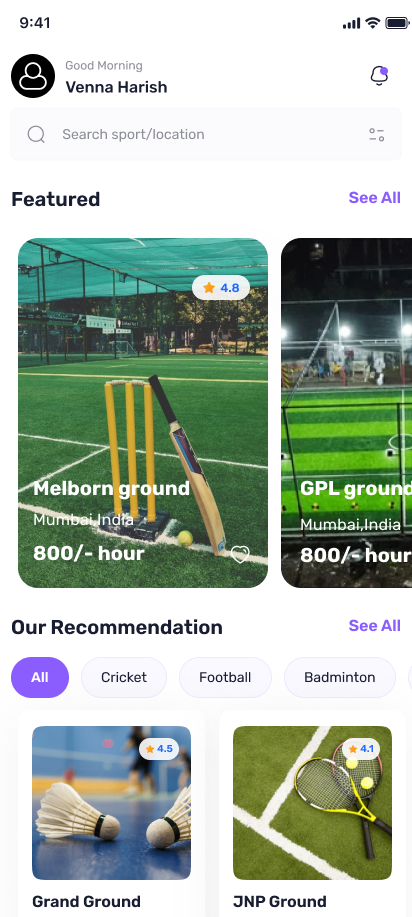 9:41
Good Morning
Venna Harish
Search sport/location
Featured
See All
4.8
Melborn ground
Mumbai,India
800/- hour
GPL ground
Mumbai,India
800/- hour
Our Recommendation
See All
All
Cricket
Football
Badminton
4.5
4.1
Grand Ground
JNP Ground